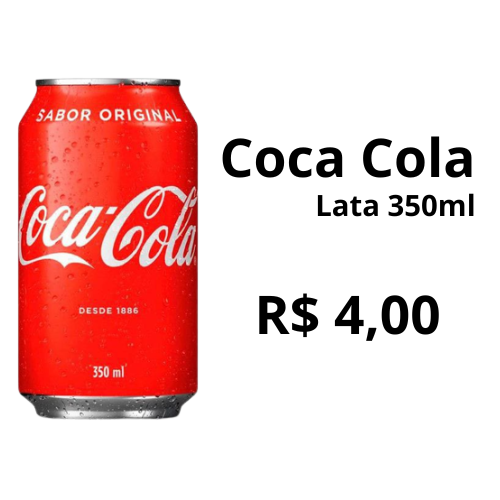 SABOR ORIGINAL
Coca-Cola
DESDE 1886
350 ml
Coca Cola
Lata 350ml
R$ 4,00